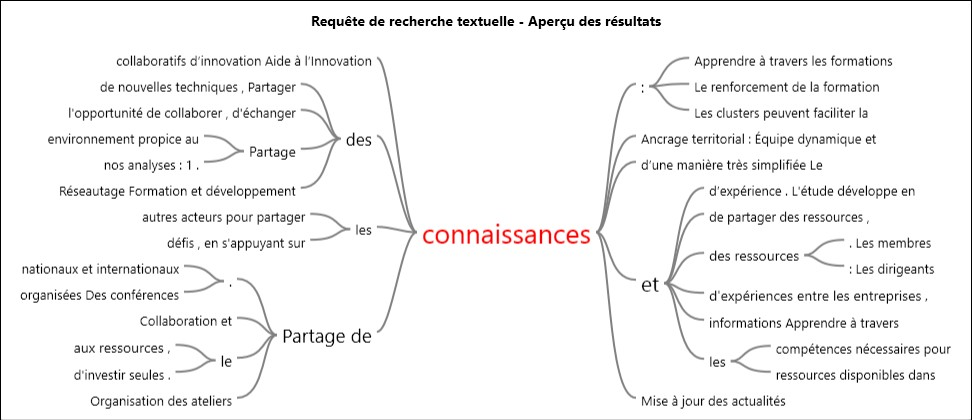 Requête de recherche textuelle - Aperçu des résultats
collaboratifs d'innovation Aide à l'Innovation
de nouvelles techniques , Partager
l'opportunité de collaborer , d'échanger
environnement propice au
nos analyses : 1 .
Partage
Réseautage Formation et développement
des
autres acteurs pour partager
défis , en s'appuyant sur
les
nationaux et internationaux
organisées Des conférences
.
Collaboration et
aux ressources ,
d'investir seules .
le
Organisation des ateliers
Partage de
connaissances
:
Apprendre à travers les formations
Le renforcement de la formation
Les clusters peuvent faciliter la
Ancrage territorial : Équipe dynamique et
d'une manière très simplifiée Le
et
d'expérience . L'étude développe en
de partager des ressources ,
des ressources
. Les membres
: Les dirigeants
d'expériences entre les entreprises ,
informations Apprendre à travers
les
compétences nécessaires pour
ressources disponibles dans
Mise à jour des actualités